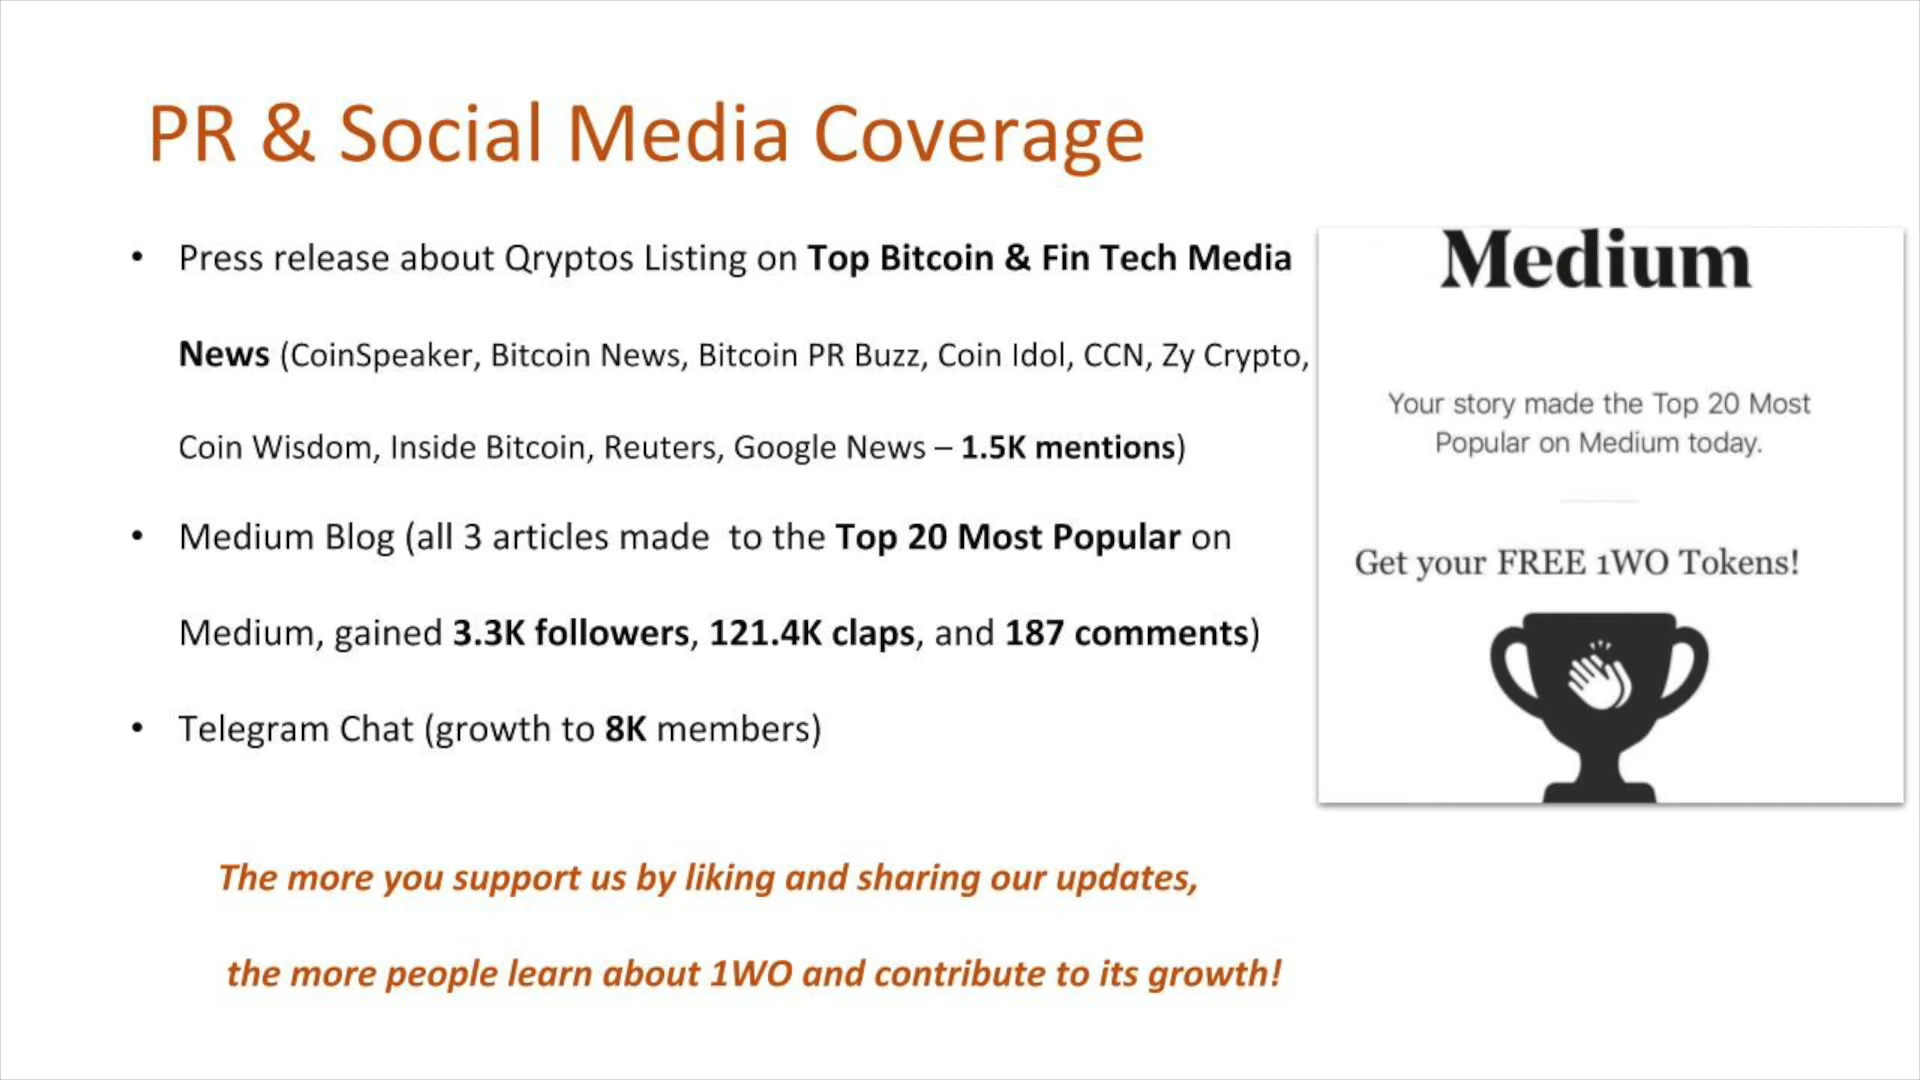 PR & Social Media Coverage
• Press release about Qryptos Listing on Top Bitcoin & Fin Tech Media
News (CoinSpeaker, Bitcoin News, Bitcoin PR Buzz, Coin Idol, CCN, Zy Crypto,
Coin Wisdom, Inside Bitcoin, Reuters, Google News – 1.5K mentions)
• Medium Blog (all 3 articles made  to the Top 20 Most Popular on
Medium, gained 3.3K followers, 121.4K claps, and 187 comments)
• Telegram Chat (growth to 8K members)
The more you support us by liking and sharing our updates,
the more people learn about 1WO and contribute to its growth!
Medium
Your story made the Top 20 Most
Popular on Medium today.
Get your FREE 1WO Tokens!